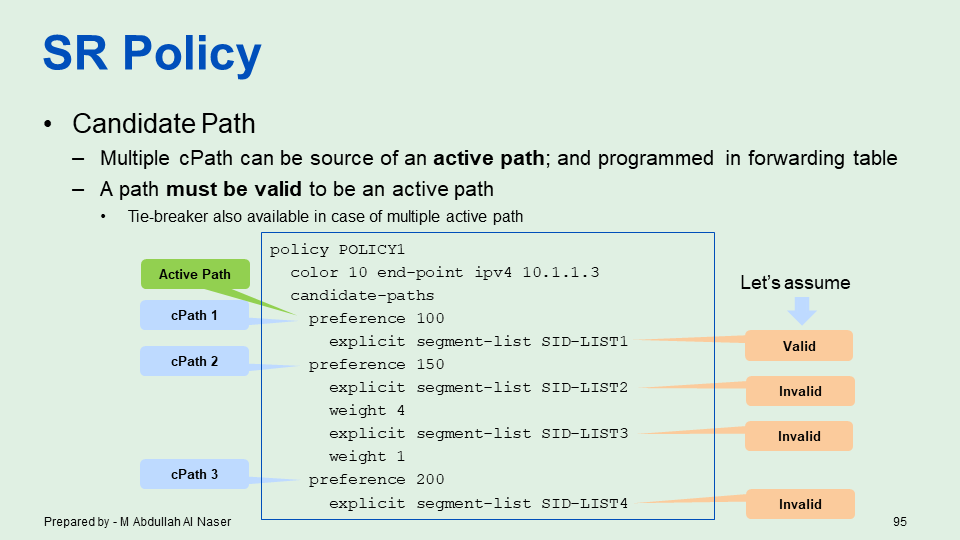 SR Policy
• Candidate Path
– Multiple cPath can be source of an active path; and programmed in forwarding table
– A path must be valid to be an active path
• Tie-breaker also available in case of multiple active path
policy POLICY1
color 10 end-point ipv4 10.1.1.3
candidate-paths
preference 100
explicit segment-list SID-LIST1
preference 150
explicit segment-list SID-LIST2
weight 4
explicit segment-list SID-LIST3
weight 1
preference 200
explicit segment-list SID-LIST4
Active Path
cPath 1
cPath 2
cPath 3
Let's assume
Valid
Invalid
Invalid
Invalid
Prepared by - M Abdullah Al Naser
95